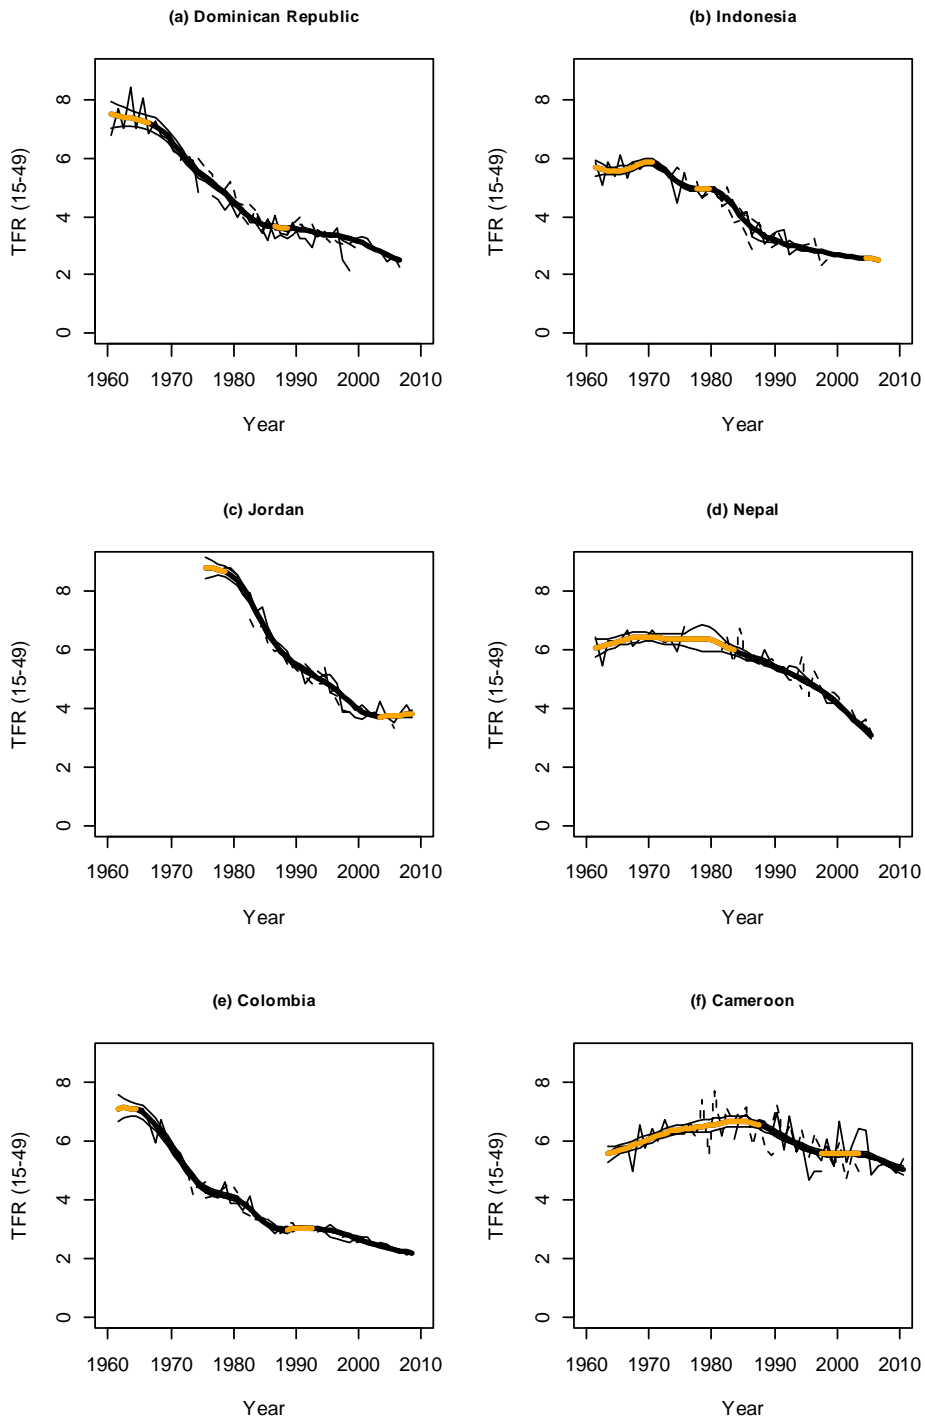 (a) Dominican Republic
(b) Indonesia
TFR (15-49)
0 2 4 6 8
1960 1970 1980 1990 2000 2010
Year
TFR (15-49)
0 2 4 6 8
1960 1970 1980 1990 2000 2010
Year
(c) Jordan
(d) Nepal
TFR (15-49)
0 2 4 6 8
1960 1970 1980 1990 2000 2010
Year
TFR (15-49)
0 2 4 6 8
1960 1970 1980 1990 2000 2010
Year
(e) Colombia
(f) Cameroon
TFR (15-49)
0 2 4 6 8
1960 1970 1980 1990 2000 2010
Year
TFR (15-49)
0 2 4 6 8
1960 1970 1980 1990 2000 2010
Year